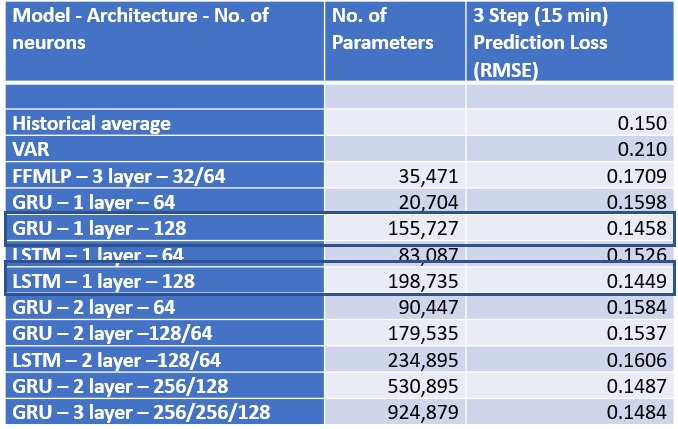 Model - Architecture - No. of neurons No. of Parameters 3 Step (15 min) Prediction Loss (RMSE)
Historical average 0.150
VAR 0.210
FFMLP – 3 layer – 32/64 35,471 0.1709
GRU – 1 layer – 64 20,704 0.1598
GRU – 1 layer – 128 155,727 0.1458
LSTM – 1 layer – 64 83,087 0.1526
LSTM – 1 layer – 128 198,735 0.1449
GRU – 2 layer – 64 90,447 0.1584
GRU – 2 layer –128/64 179,535 0.1537
LSTM – 2 layer –128/64 234,895 0.1606
GRU – 2 layer – 256/128 530,895 0.1487
GRU – 3 layer – 256/256/128 924,879 0.1484